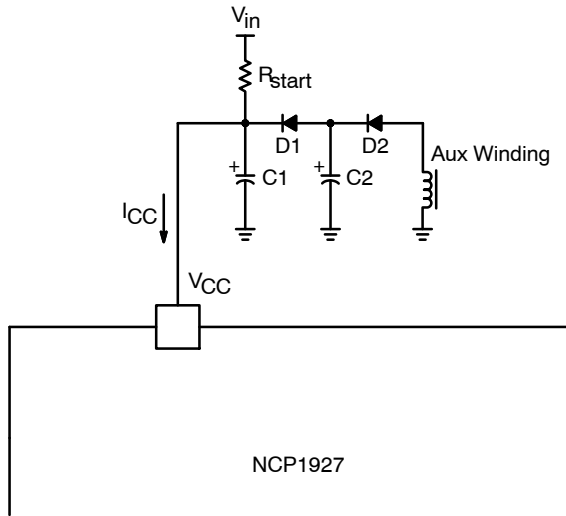 Vin
Rstart
D1
D2
Aux Winding
+
C1
+
C2
ICC
VCC
NCP1927